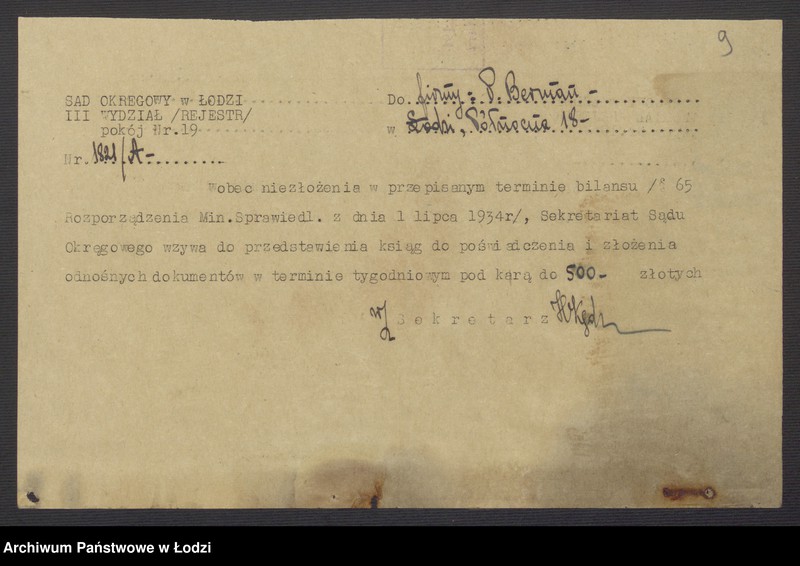 9
SAD OKRĘGOWY w ŁODZI
III WYDZIAŁ /REJESTR/
pokój Nr.19
Nr. 1821/A-
Do firmy: P. Berman -
w Łodzi, Północna 18-
Wobec niezłożenia w przepisanym terminie bilansu /§ 65
Rozporządzenia Min.Sprawiedl. z dnia 1 lipca 1934r/, Sekretariat Sądu
Okręgowego wzywa do przedstawienia ksiąg do poświadczenia i złożenia
odnośnych dokumentów w terminie tygodniowym pod karą do 500- złotych
Sekretarz
Archiwum Państwowe w Łodzi